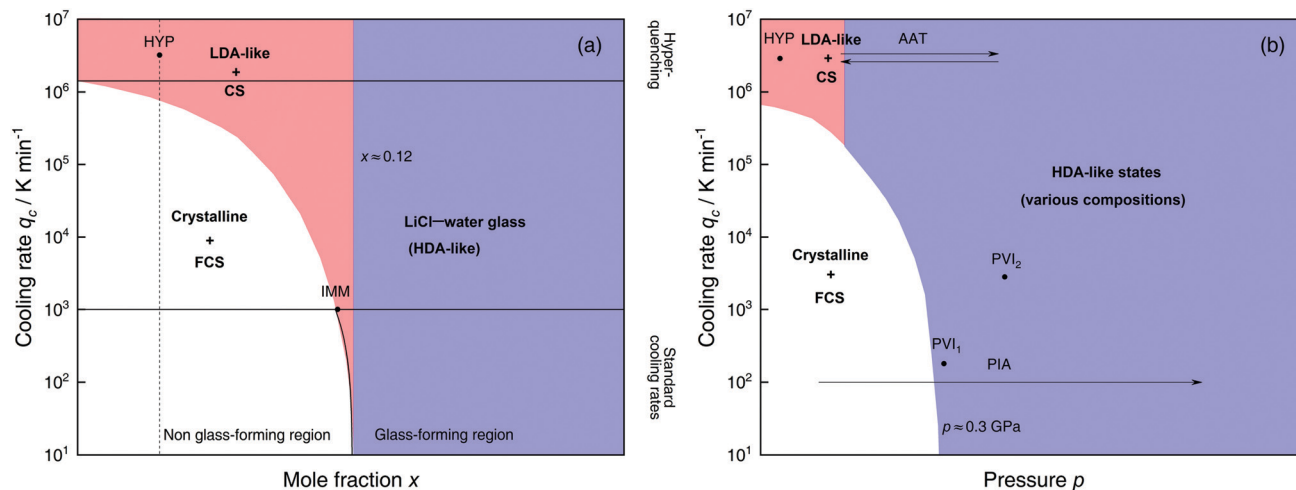 10⁷
10⁶
10⁵
10⁴
10³
10²
10¹
Cooling rate q_c / K min⁻¹
HYP
LDA-like
+
CS
(a)
x ≈ 0.12
Crystalline
+
FCS
LiCl—water glass
(HDA-like)
IMM
Non glass-forming region
Glass-forming region
Mole fraction x
Hyper-
quenching
Standard
cooling rates
10⁷
10⁶
10⁵
10⁴
10³
10²
10¹
Cooling rate q_c / K min⁻¹
HYP
LDA-like
+
CS
AAT
(b)
HDA-like states
(various compositions)
Crystalline
+
FCS
PVI₂
PVI₁
PIA
p ≈ 0.3 GPa
Pressure p